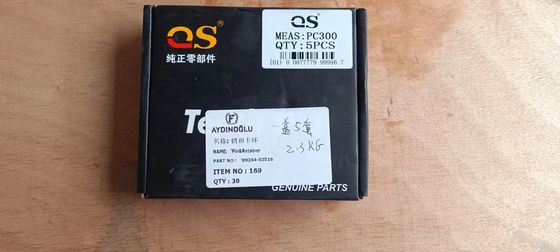 QS
纯正零部件
QS
MEAS:PC300
QTY:5PCS
(01) 0 0677779 99996 7
Te
F
AYDINOĞLU
名称:销和卡环
NAME: Pin&Retainer
PART NO : 09244-02516
ITEM NO : 169
QTY : 30
一盒5套
2.3KG
GENUINE PARTS